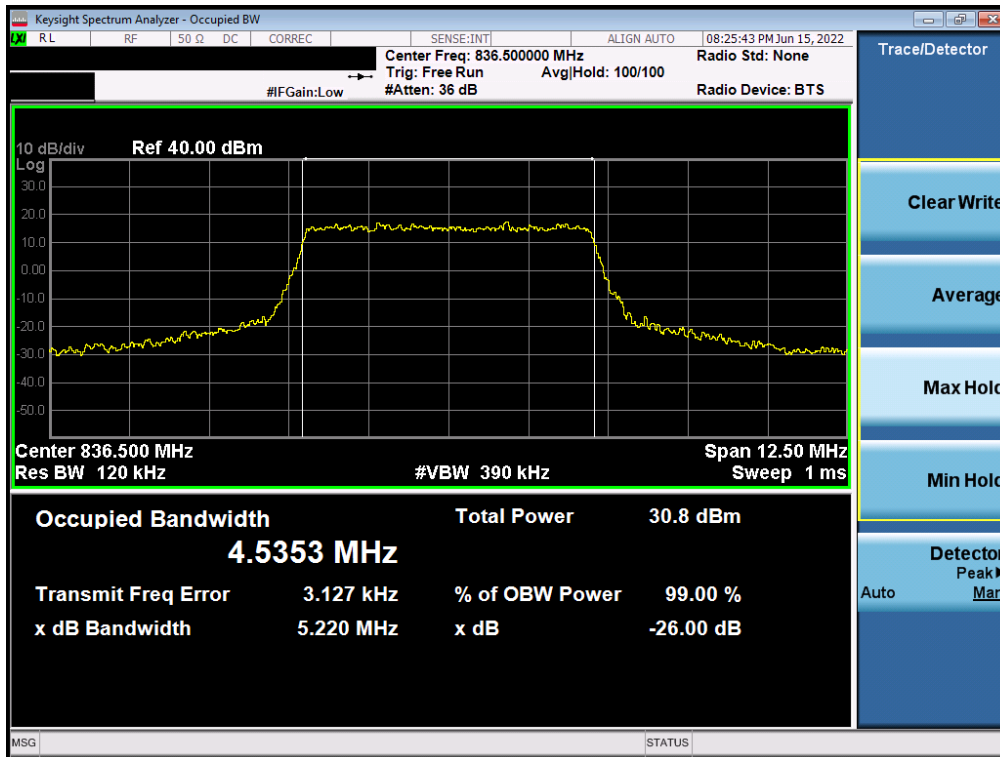 Keysight Spectrum Analyzer - Occupied BW
LXI RL RF 50 Ω DC CORREC SENSE:INT ALIGN AUTO 08:25:43 PM Jun 15, 2022
Center Freq: 836.500000 MHz Radio Std: None
Trig: Free Run Avg|Hold: 100/100
#IFGain:Low #Atten: 36 dB Radio Device: BTS
10 dB/div Ref 40.00 dBm
Log
30.0
20.0
10.0
0.00
-10.0
-20.0
-30.0
-40.0
-50.0
Center 836.500 MHz Span 12.50 MHz
Res BW 120 kHz #VBW 390 kHz Sweep 1 ms
Occupied Bandwidth Total Power 30.8 dBm
4.5353 MHz
Transmit Freq Error 3.127 kHz % of OBW Power 99.00 %
x dB Bandwidth 5.220 MHz x dB -26.00 dB
MSG STATUS
Trace/Detector
Clear Write
Average
Max Hold
Min Hold
Detector
Peak
Auto Man